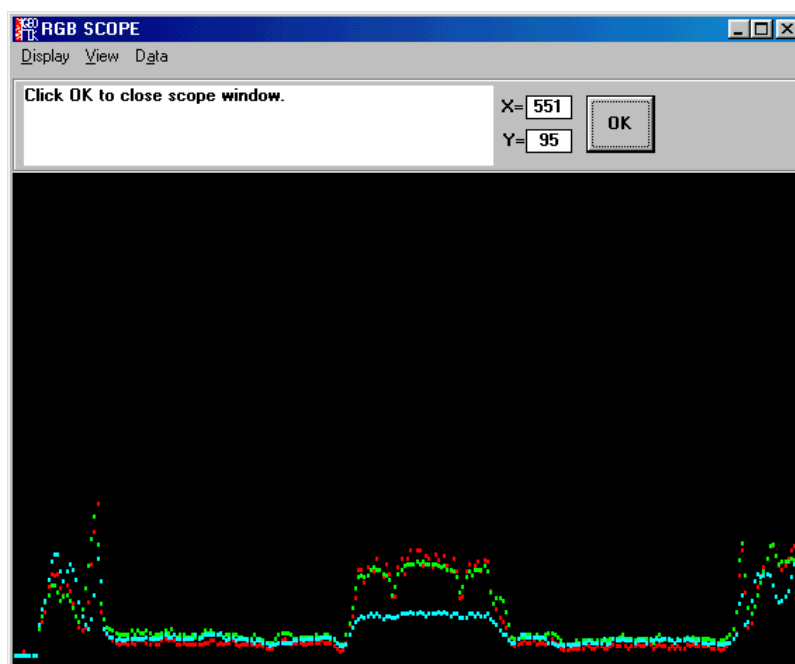 RGB SCOPE
Display View Data
Click OK to close scope window.
X= 551
Y= 95
OK